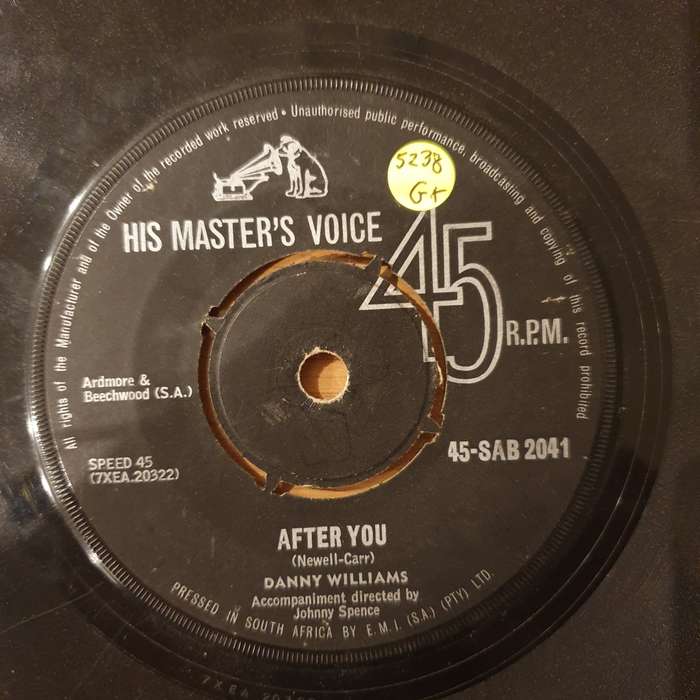 All rights of the Manufacturer and of the Owner of the recorded work reserved • Unauthorised public performance, broadcasting and copying of this record prohibited
5238
G+
HIS MASTER'S VOICE
45
R.P.M.
Ardmore &
Beechwood (S.A.)
45-SAB 2041
SPEED 45
(7XEA.20322)
AFTER YOU
(Newell-Carr)
DANNY WILLIAMS
Accompaniment directed by
Johnny Spence
PRESSED IN SOUTH AFRICA BY E.M.I. (S.A.) (PTY) LTD.
7XEA